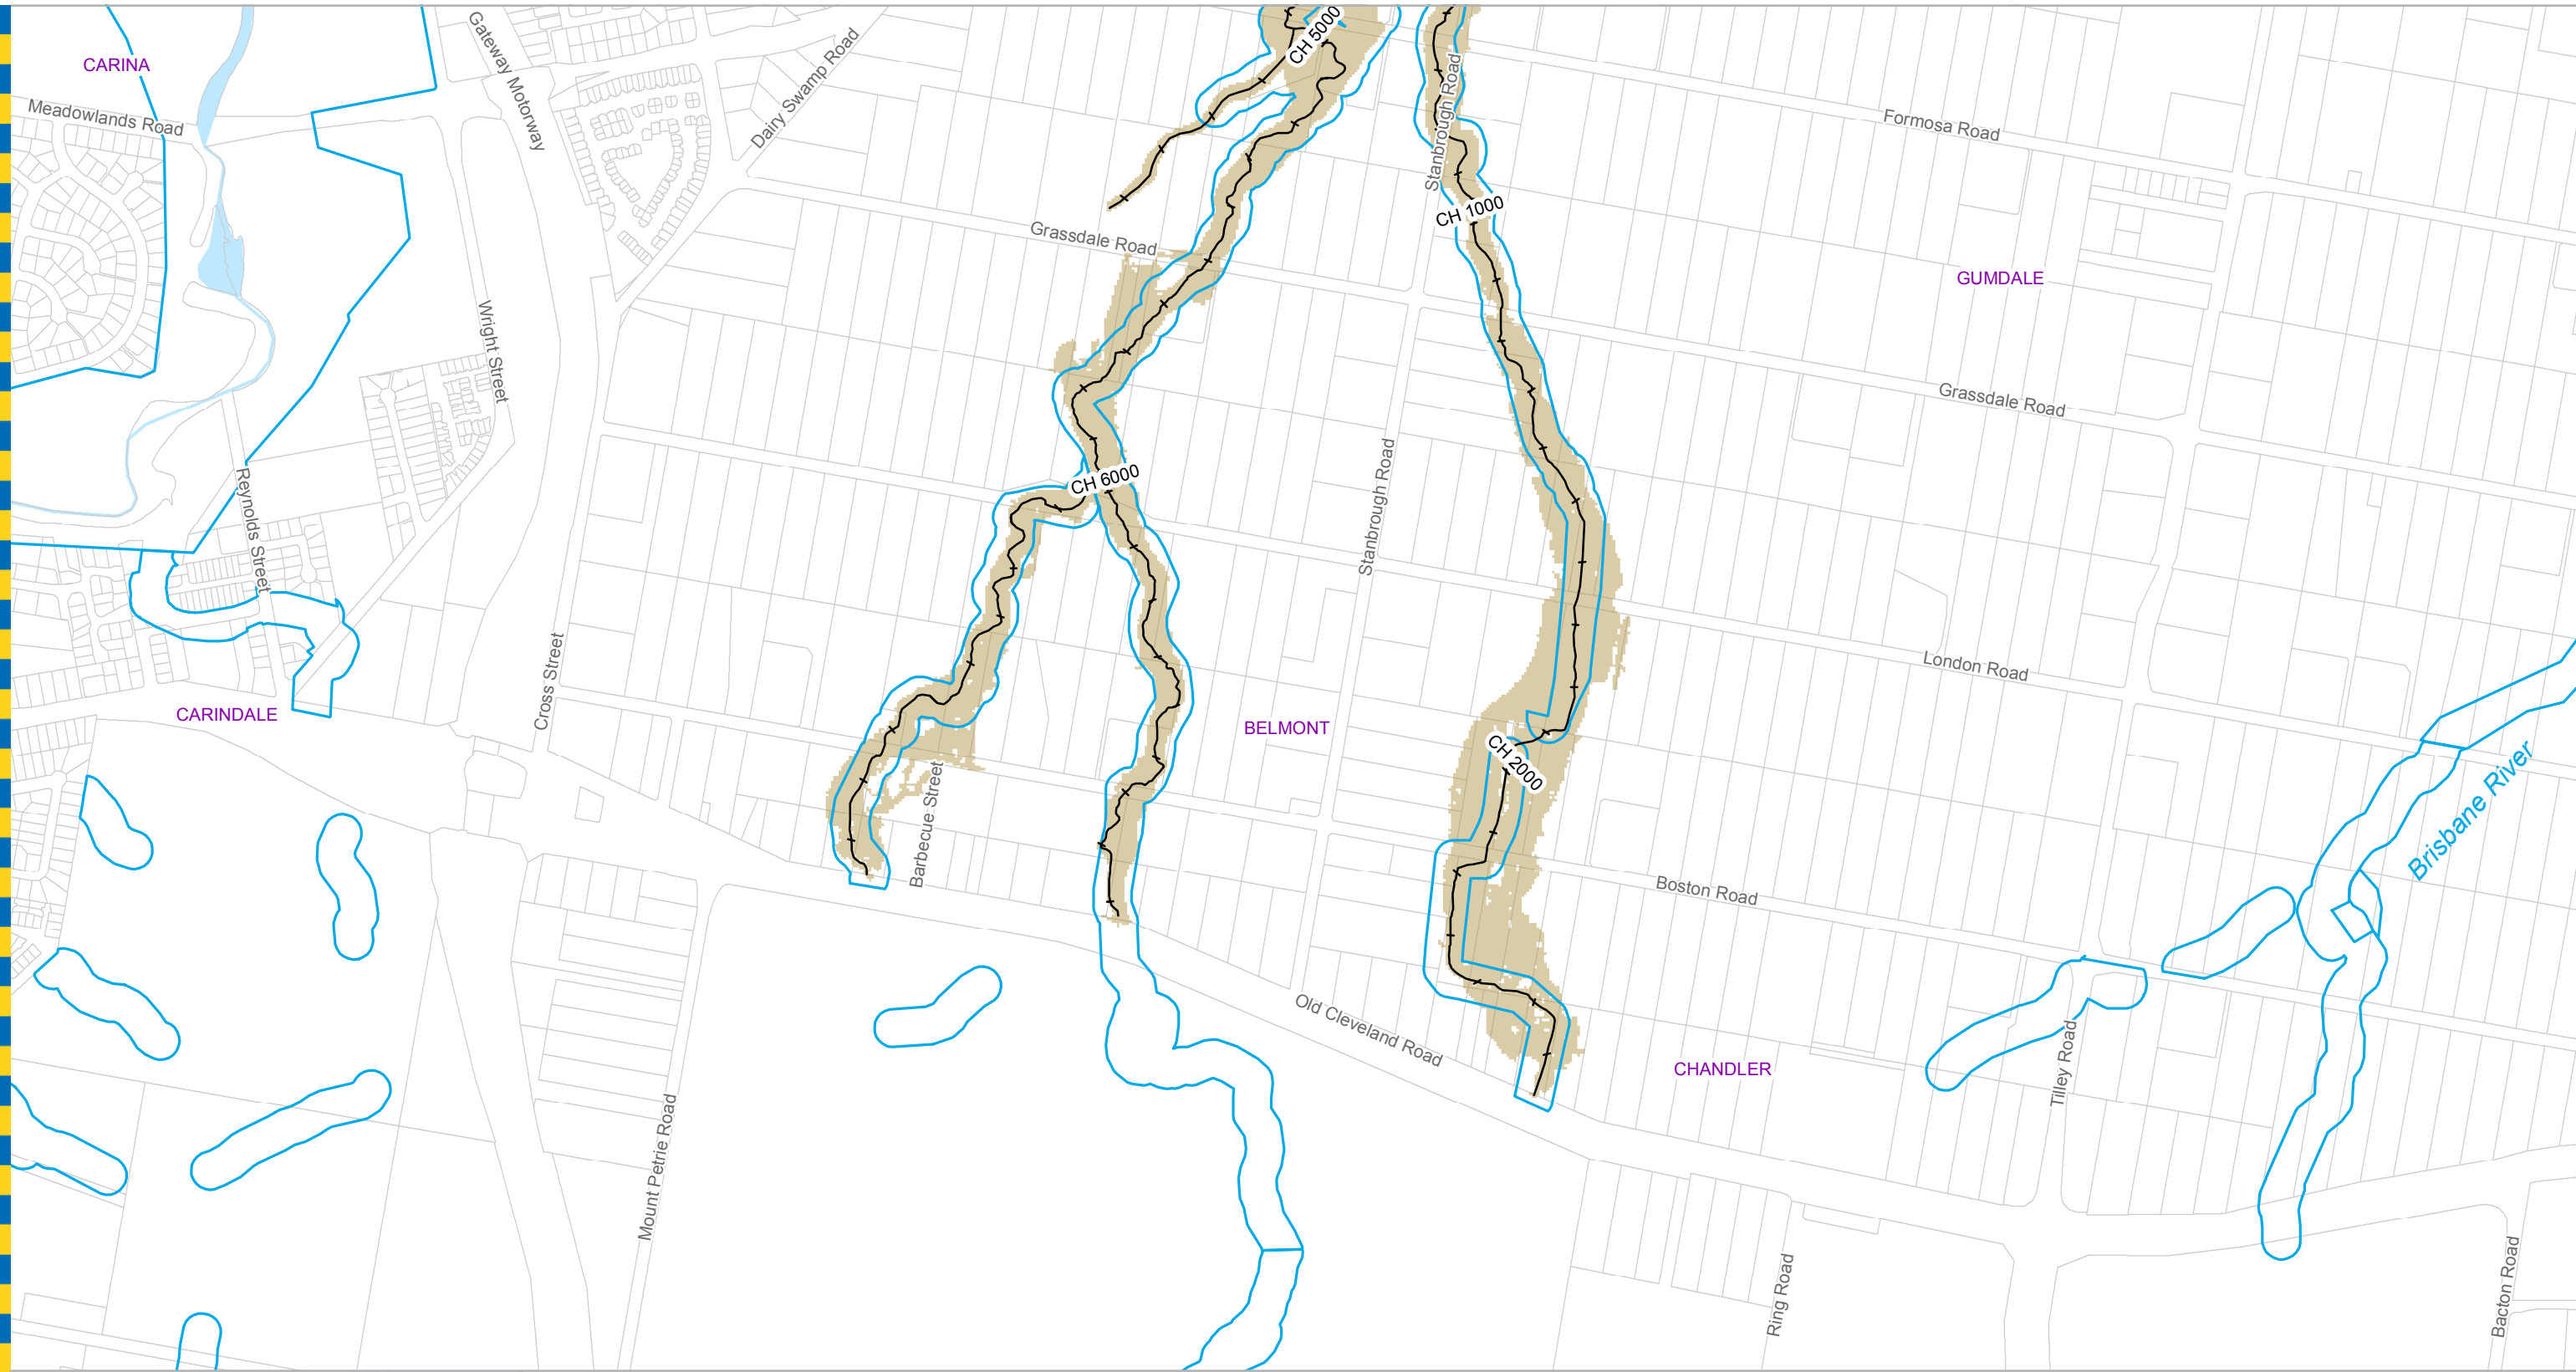 CH 5000
Gateway Motorway
CARINA
Dairy Swamp Road
Stanbrough Road
Meadowlands Road
Formosa Road
CH 1000
Grassdale Road
GUMDALE
Wright Street
Grassdale Road
CH 6000
Stanbrough Road
Reynolds Street
London Road
Cross Street
CARINDALE
BELMONT
CH 2000
Brisbane River
Barbecue Street
Boston Road
Old Cleveland Road
CHANDLER
Tilley Road
Mount Petrie Road
Ring Road
Bacton Road